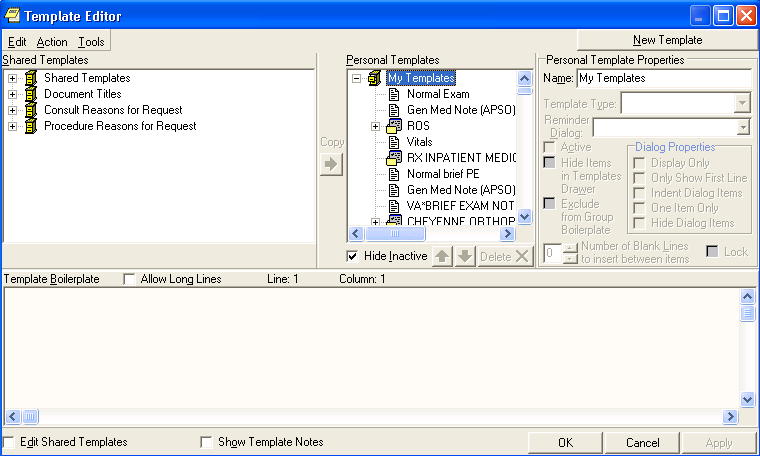 Template Editor
Edit Action Tools
New Template
Shared Templates
Shared Templates
Document Titles
Consult Reasons for Request
Procedure Reasons for Request
Copy
Personal Templates
My Templates
Normal Exam
Gen Med Note (APSO)
ROS
Vitals
RX INPATIENT MEDIC
Normal brief PE
Gen Med Note (APSO)
VA*BRIEF EXAM NOT
CHEYENNE ORTHOP
Hide Inactive
Delete
Personal Template Properties
Name: My Templates
Template Type:
Reminder
Dialog:
Active
Hide Items
in Templates
Drawer
Exclude
from Group
Boilerplate
Dialog Properties
Display Only
Only Show First Line
Indent Dialog Items
One Item Only
Hide Dialog Items
0
Number of Blank Lines
to insert between items
Lock
Template Boilerplate Allow Long Lines Line: 1 Column: 1
Edit Shared Templates Show Template Notes OK Cancel Apply